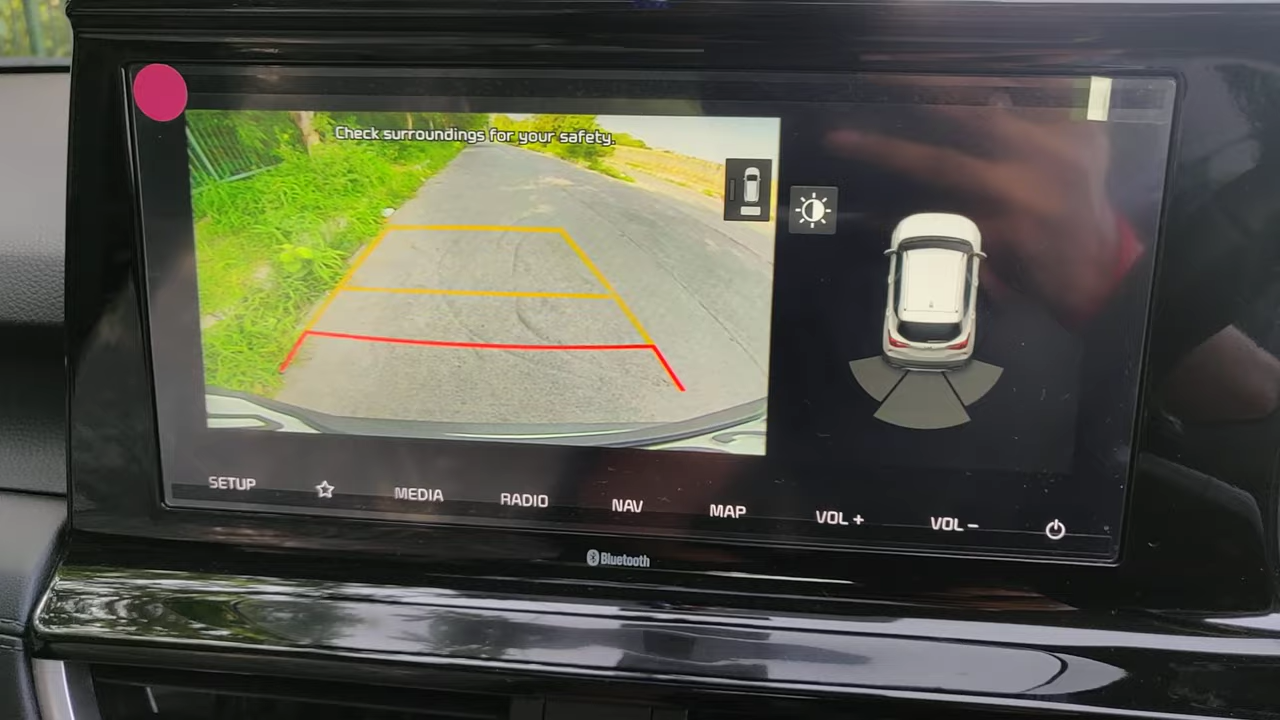 Check surroundings for your safety.
SETUP MEDIA RADIO NAV MAP VOL + VOL -
Bluetooth